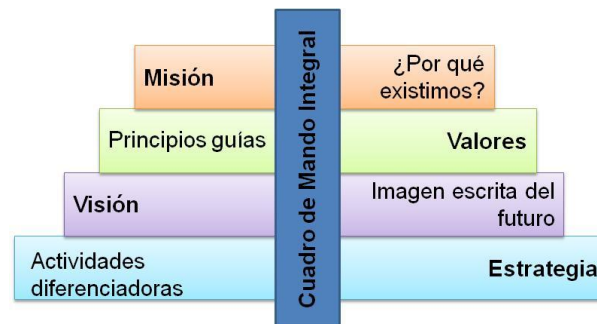 Misión
¿Por qué
existimos?
Principios guías
Valores
Visión
Imagen escrita del
futuro
Actividades
diferenciadoras
Estrategia
Cuadro de Mando Integral